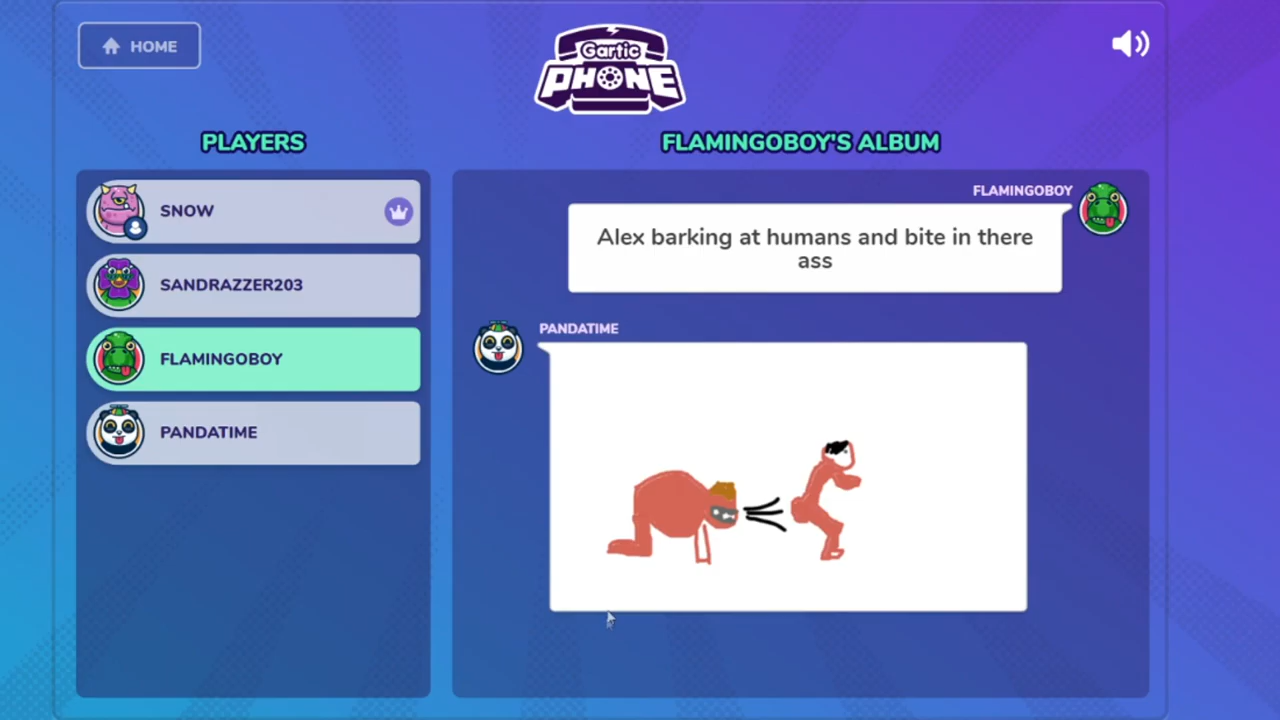 HOME
Gartic
PHONE
PLAYERS
FLAMINGOBOY'S ALBUM
SNOW
SANDRAZZER203
FLAMINGOBOY
PANDATIME
FLAMINGOBOY
Alex barking at humans and bite in there
ass
PANDATIME